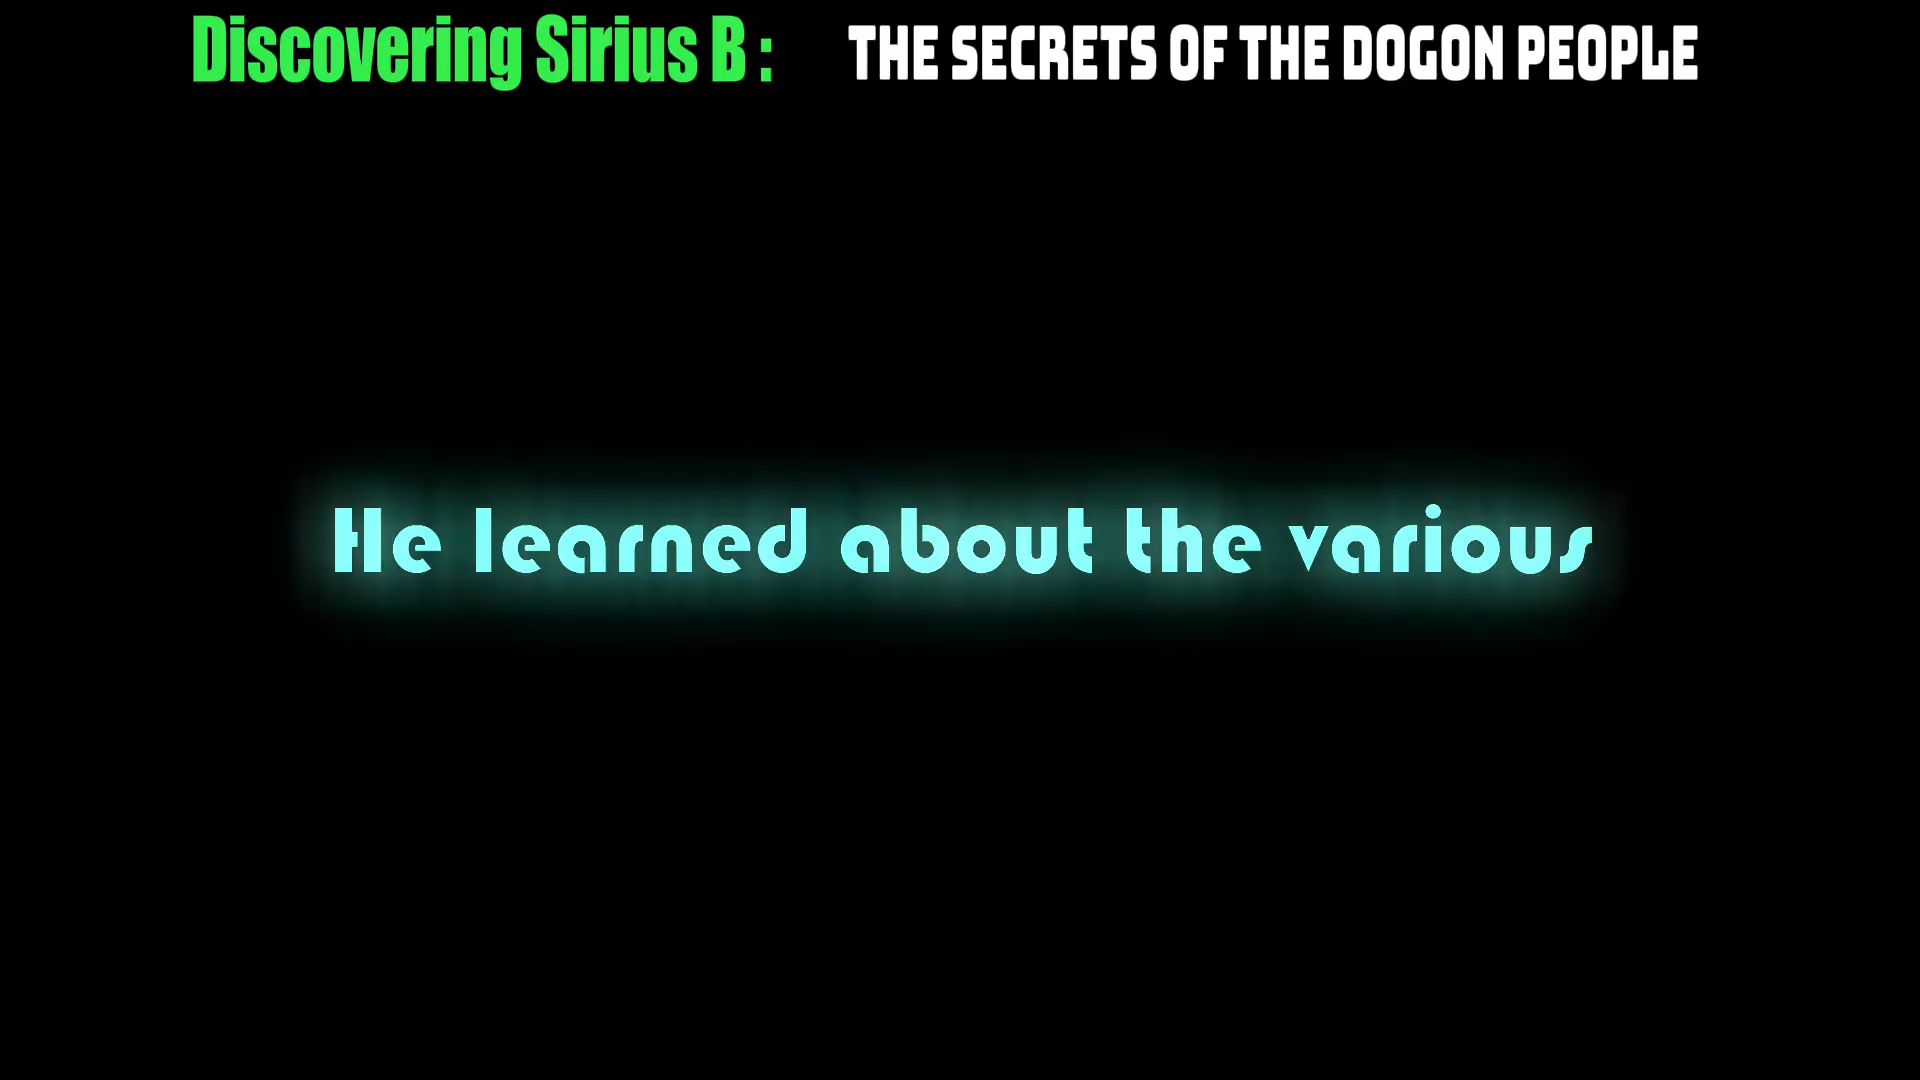 Discovering Sirius B : THE SECRETS OF THE DOGON PEOPLE
He learned about the various